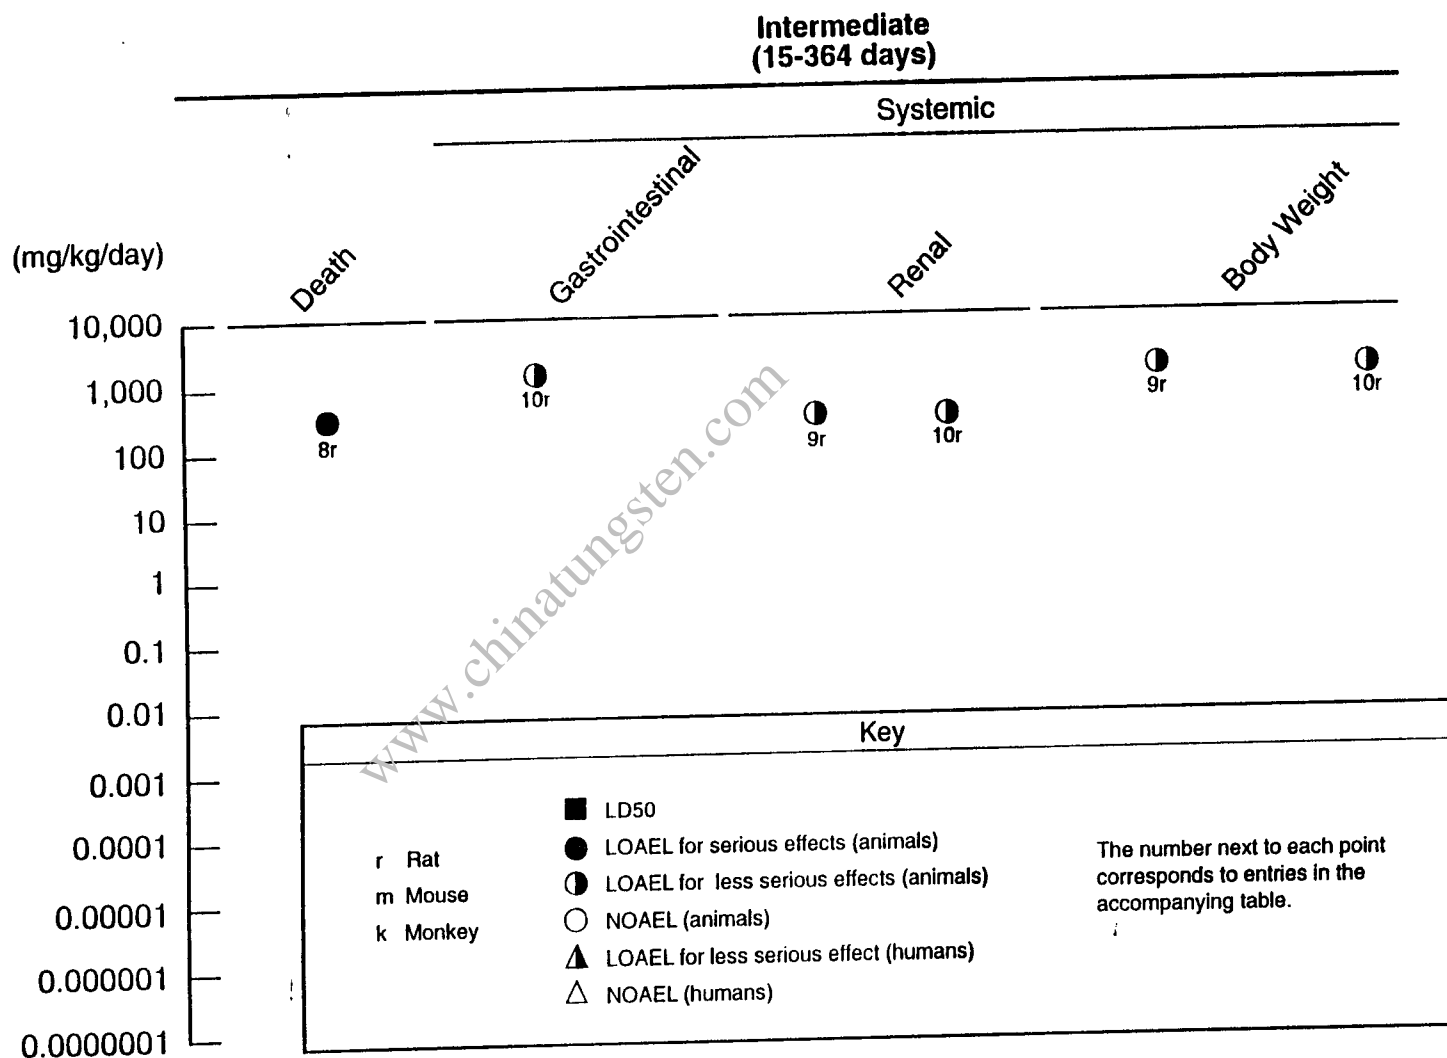 Intermediate
(15-364 days)
Systemic
(mg/kg/day)
Death
Gastrointestinal
Renal
Body Weight
10,000
1,000
100
10
1
0.1
0.01
0.001
0.0001
0.00001
0.000001
0.0000001
8r
10r
9r
10r
9r
10r
www.chinatungsten.com
Key
r Rat
m Mouse
k Monkey
LD50
LOAEL for serious effects (animals)
LOAEL for less serious effects (animals)
NOAEL (animals)
LOAEL for less serious effect (humans)
NOAEL (humans)
The number next to each point
corresponds to entries in the
accompanying table.